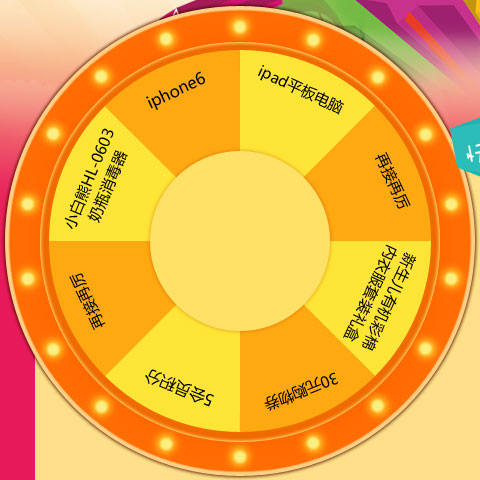 ipad平板电脑
再接再厉
新生儿有机彩棉
内衣服套装礼盒
30元购物券
5会员积分
再接再厉
小白熊HL-0603
奶瓶消毒器
iphone6